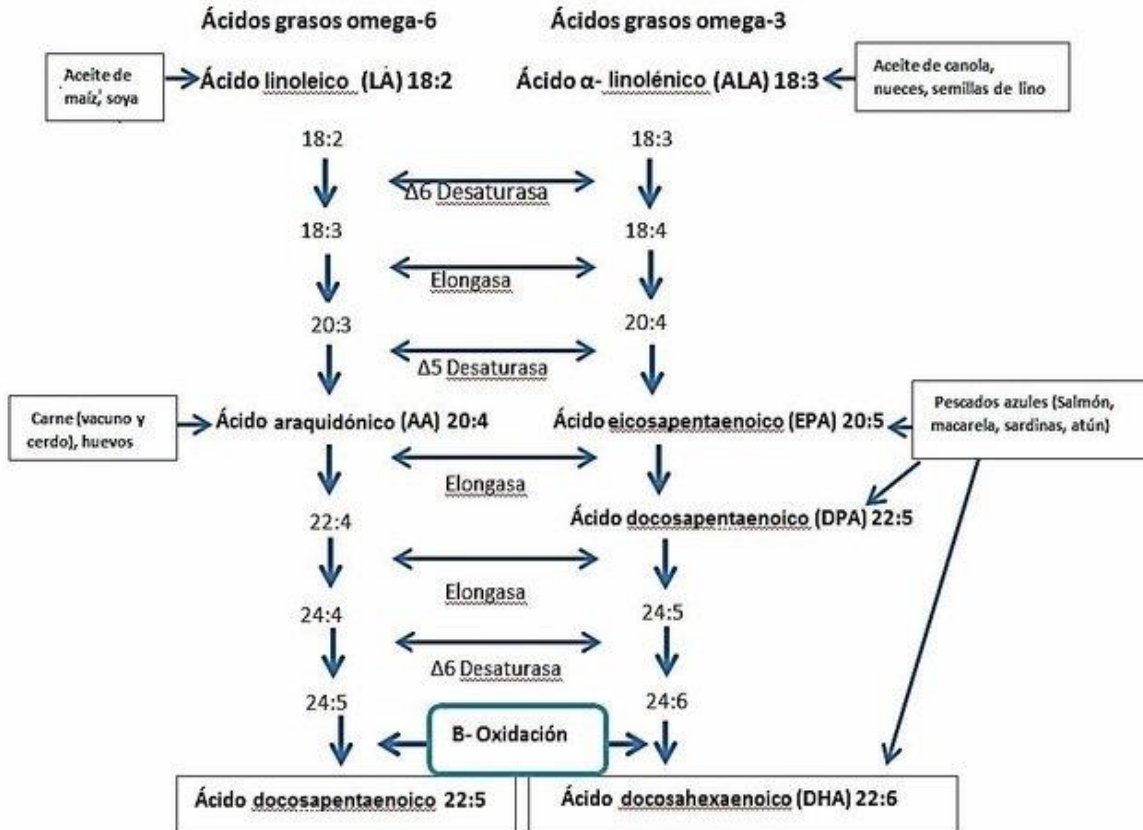 Ácidos grasos omega-6
Ácidos grasos omega-3
Aceite de
maíz, soya
Ácido linoleico (LA) 18:2
Ácido α- linolénico (ALA) 18:3
Aceite de canola,
nueces, semillas de lino
18:2
18:3
Δ6 Desaturasa
18:3
18:4
Elongasa
20:3
20:4
Δ5 Desaturasa
Carne (vacuno y
cerdo), huevos
Ácido araquidónico (AA) 20:4
Ácido eicosapentaenoico (EPA) 20:5
Pescados azules (Salmón,
macarela, sardinas, atún)
Elongasa
22:4
Ácido docosapentaenoico (DPA) 22:5
Elongasa
24:4
24:5
Δ6 Desaturasa
24:5
24:6
B- Oxidación
Ácido docosapentaenoico 22:5
Ácido docosahexaenoico (DHA) 22:6